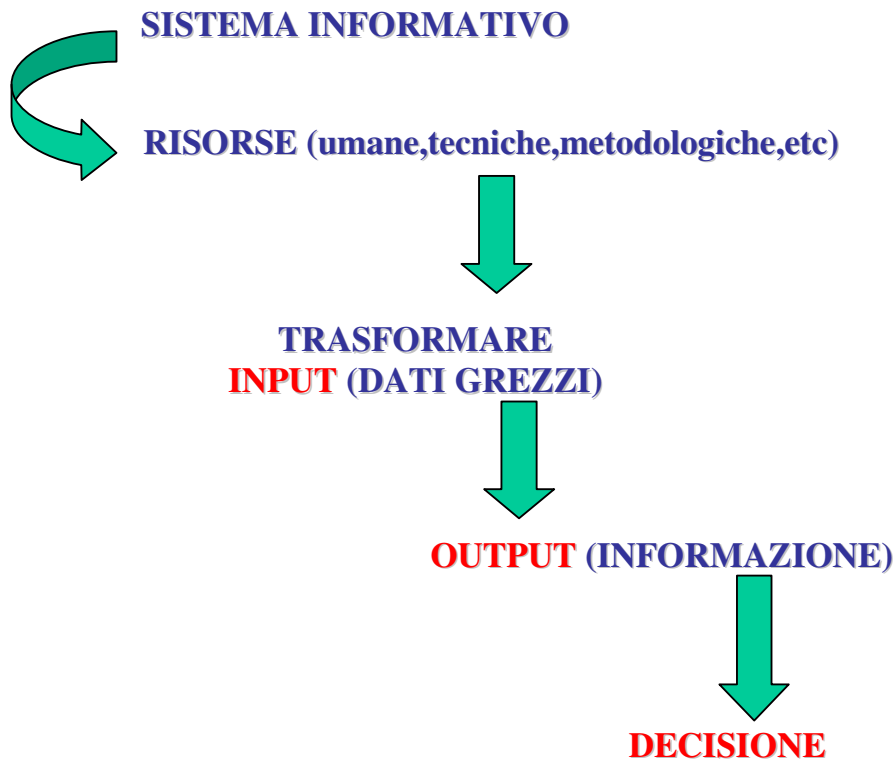 SISTEMA INFORMATIVO
RISORSE (umane,tecniche,metodologiche,etc)
TRASFORMARE
INPUT (DATI GREZZI)
OUTPUT (INFORMAZIONE)
DECISIONE